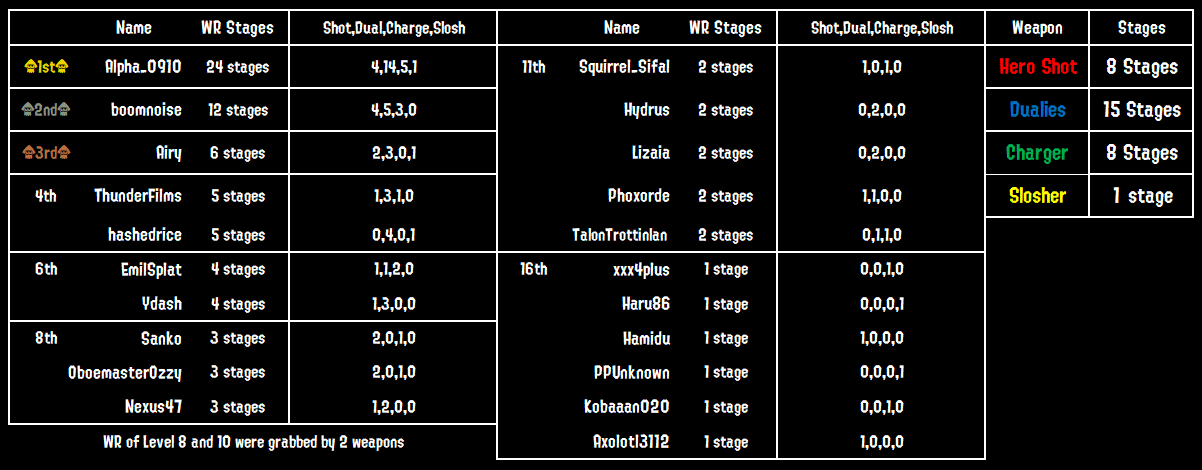 Name WR Stages Shot,Dual,Charge,Slosh
1st Alpha_0910 24 stages 4,14,5,1
2nd boomnoise 12 stages 4,5,3,0
3rd Airy 6 stages 2,3,0,1
4th ThunderFilms 5 stages 1,3,1,0
hashedrice 5 stages 0,4,0,1
6th EmilSplat 4 stages 1,1,2,0
Ydash 4 stages 1,3,0,0
8th Sanko 3 stages 2,0,1,0
OboemasterOzzy 3 stages 2,0,1,0
Nexus47 3 stages 1,2,0,0
WR of Level 8 and 10 were grabbed by 2 weapons
Name WR Stages Shot,Dual,Charge,Slosh
11th Squirrel_Sifal 2 stages 1,0,1,0
Hydrus 2 stages 0,2,0,0
Lizaia 2 stages 0,2,0,0
Phoxorde 2 stages 1,1,0,0
TalonTrottinlan 2 stages 0,1,1,0
16th xxx4plus 1 stage 0,0,1,0
Haru86 1 stage 0,0,0,1
Hamidu 1 stage 1,0,0,0
PPUnknown 1 stage 0,0,0,1
Kobaaan020 1 stage 0,0,1,0
Axolotl3112 1 stage 1,0,0,0
Weapon Stages
Hero Shot 8 Stages
Dualies 15 Stages
Charger 8 Stages
Slosher 1 stage